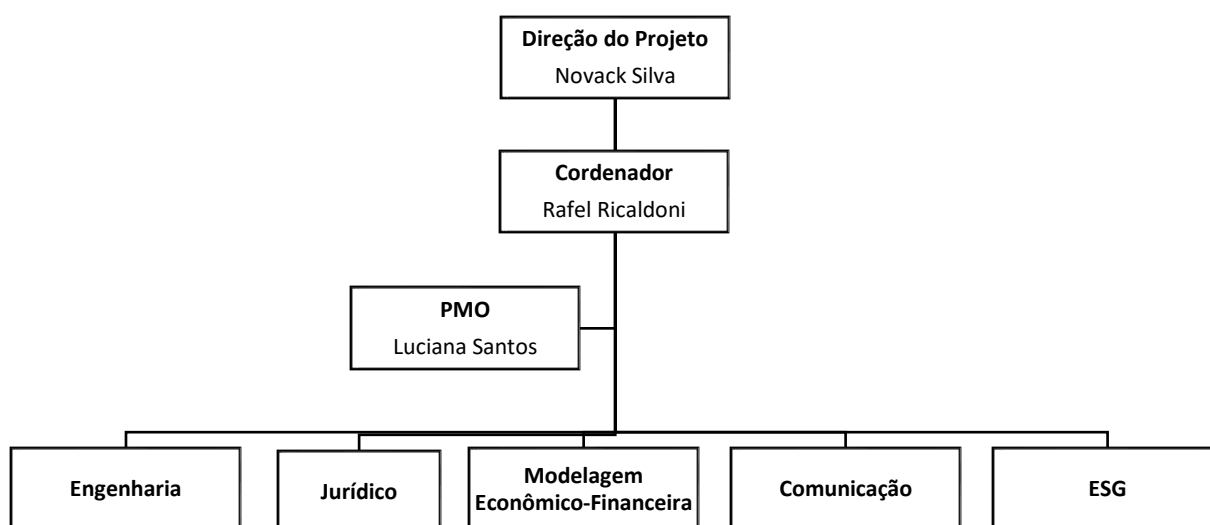 Direção do Projeto
Novack Silva
Cordenador
Rafel Ricaldoni
PMO
Luciana Santos
Engenharia
Jurídico
Modelagem
Econômico-Financeira
Comunicação
ESG